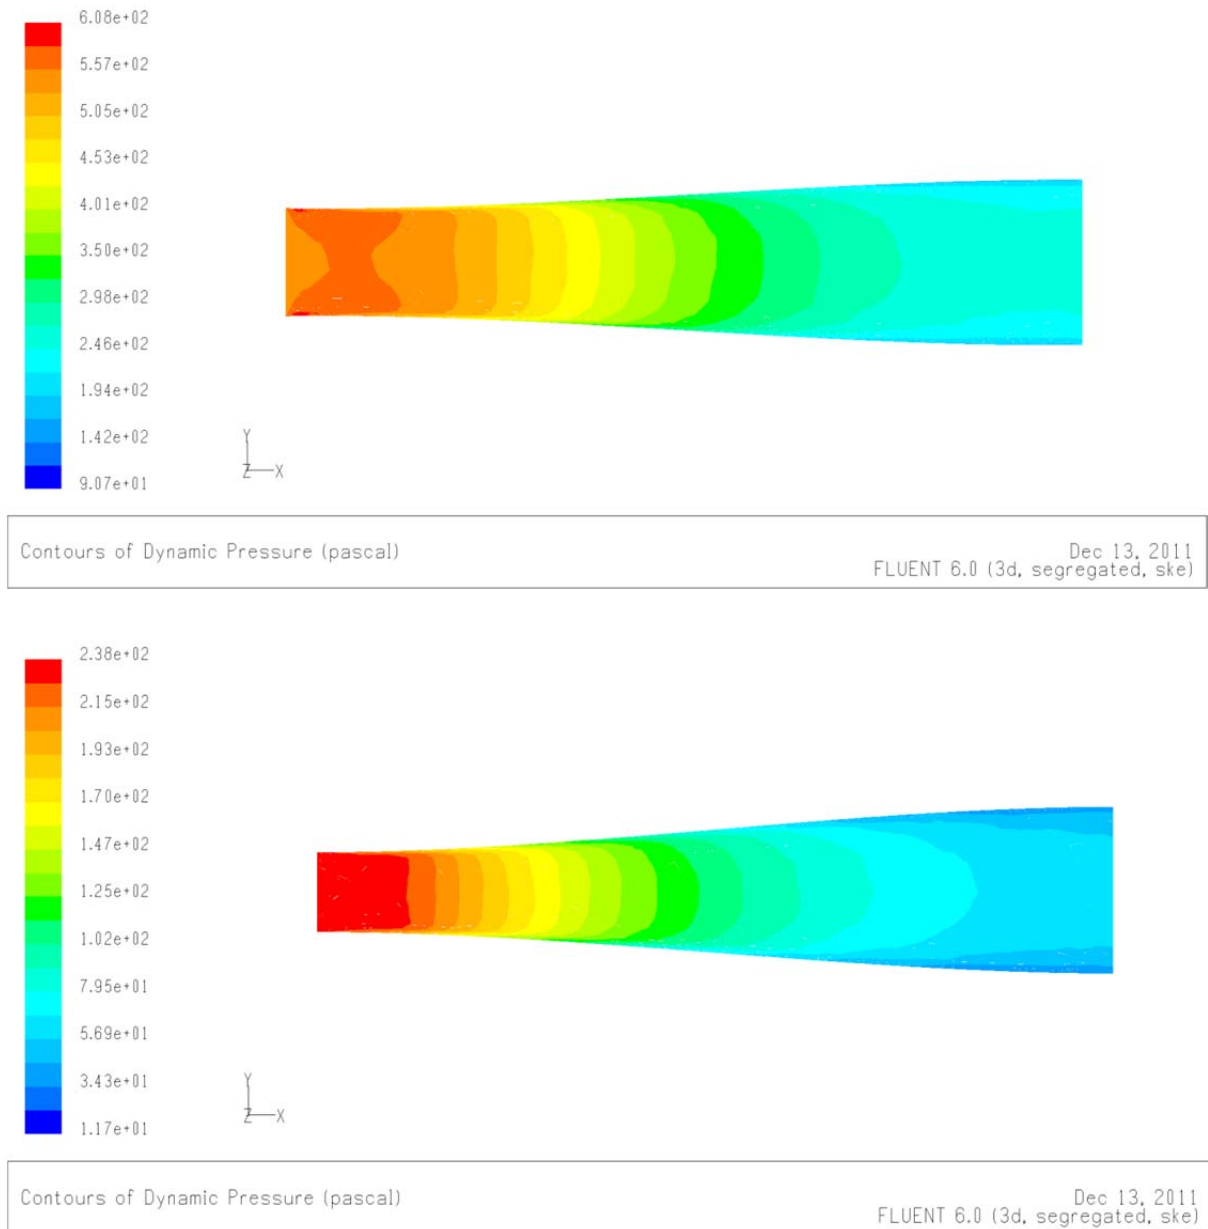 6.08e+02
5.57e+02
5.05e+02
4.53e+02
4.01e+02
3.50e+02
2.98e+02
2.46e+02
1.94e+02
1.42e+02
9.07e+01
Y
Z X
Contours of Dynamic Pressure (pascal)
Dec 13, 2011
FLUENT 6.0 (3d, segregated, ske)
2.38e+02
2.15e+02
1.93e+02
1.70e+02
1.47e+02
1.25e+02
1.02e+02
7.95e+01
5.69e+01
3.43e+01
1.17e+01
Y
Z X
Contours of Dynamic Pressure (pascal)
Dec 13, 2011
FLUENT 6.0 (3d, segregated, ske)